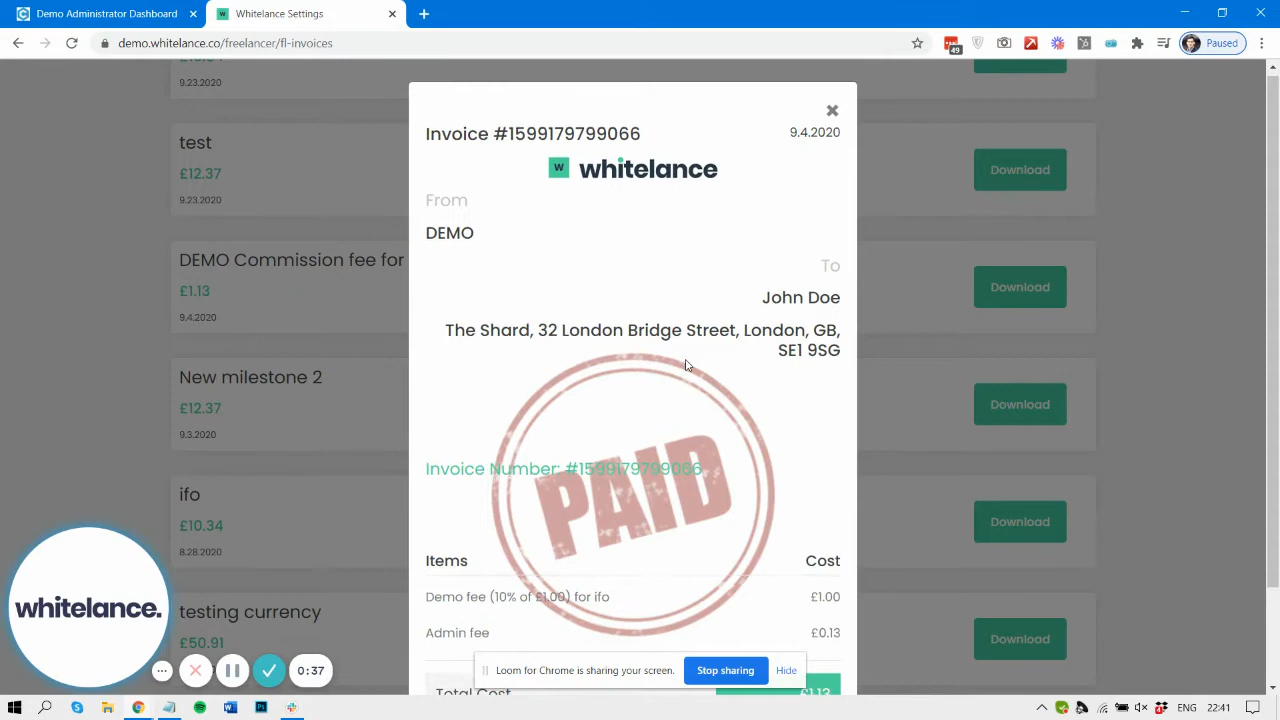 Demo Administrator Dashboard
Whitelance Settings
demo.whitelance.co/freelancer/fl-invoices
49
Paused
9.23.2020
test
£12.37
9.23.2020
Download
DEMO Commission fee for
£1.13
9.4.2020
Download
New milestone 2
£12.37
9.3.2020
Download
ifo
£10.34
8.28.2020
Download
testing currency
£50.91
Download
Invoice #1599179799066
9.4.2020
W whitelance
From
DEMO
To
John Doe
The Shard, 32 London Bridge Street, London, GB,
SE1 9SG
Invoice Number: #1599179799066
PAID
Items Cost
Demo fee (10% of £1.00) for ifo £1.00
Admin fee £0.13
Total Cost £1.13
Loom for Chrome is sharing your screen. Stop sharing Hide
whitelance.
0:37
ENG 22:41